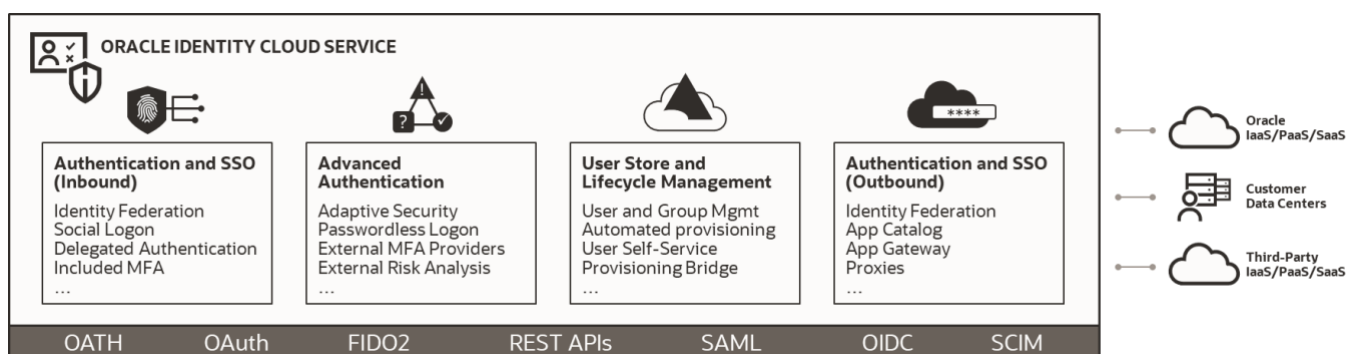 ORACLE IDENTITY CLOUD SERVICE
!
?
****
Authentication and SSO
(Inbound)
Identity Federation
Social Logon
Delegated Authentication
Included MFA
...
Advanced
Authentication
Adaptive Security
Passwordless Logon
External MFA Providers
External Risk Analysis
...
User Store and
Lifecycle Management
User and Group Mgmt
Automated provisioning
User Self-Service
Provisioning Bridge
...
Authentication and SSO
(Outbound)
Identity Federation
App Catalog
App Gateway
Proxies
...
Oracle
IaaS/PaaS/SaaS
Customer
Data Centers
Third-Party
IaaS/PaaS/SaaS
OATH OAuth FIDO2 REST APIs SAML OIDC SCIM